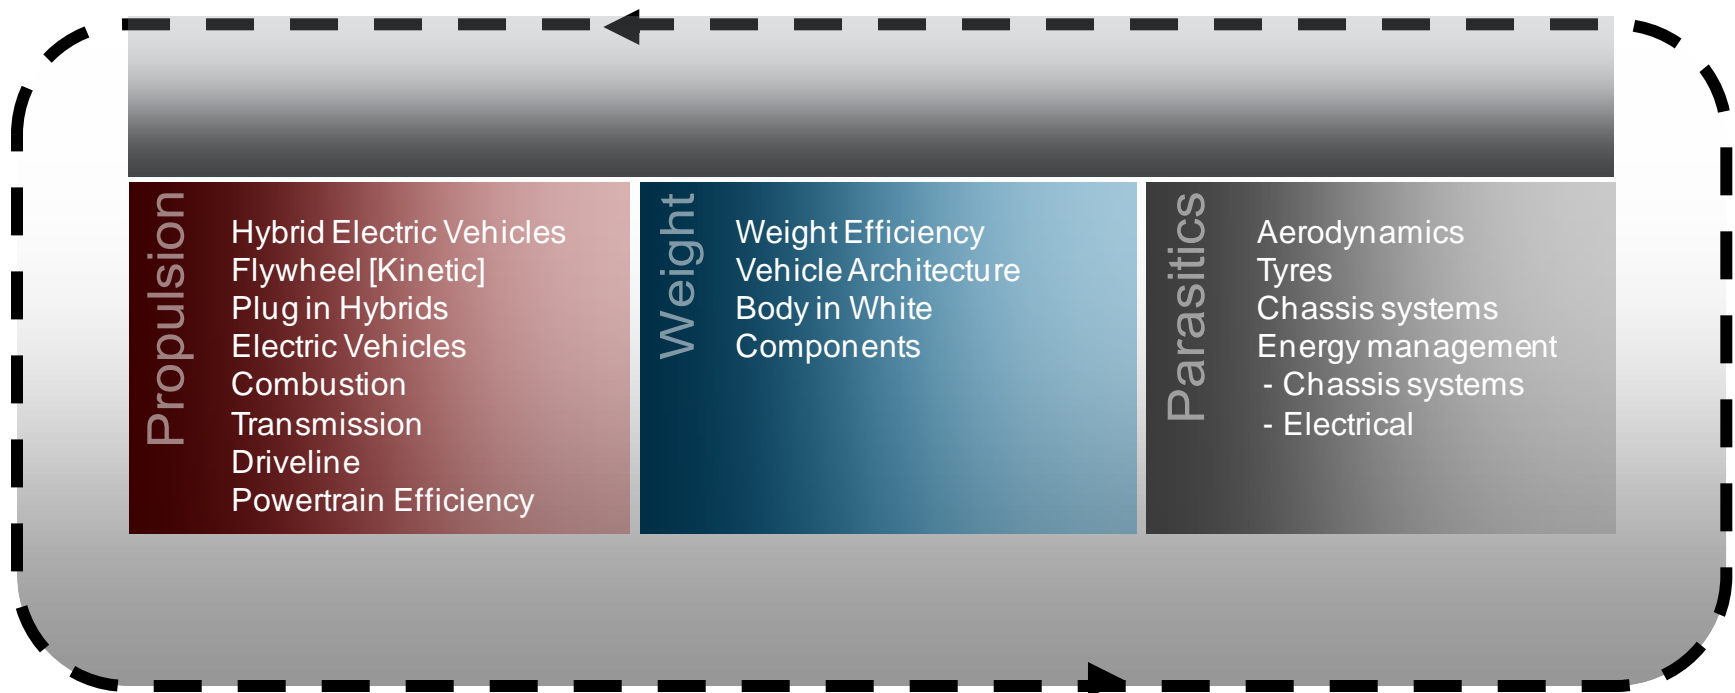 Propulsion
Hybrid Electric Vehicles
Flywheel [Kinetic]
Plug in Hybrids
Electric Vehicles
Combustion
Transmission
Driveline
Powertrain Efficiency
Weight
Weight Efficiency
Vehicle Architecture
Body in White
Components
Parasitics
Aerodynamics
Tyres
Chassis systems
Energy management
- Chassis systems
- Electrical